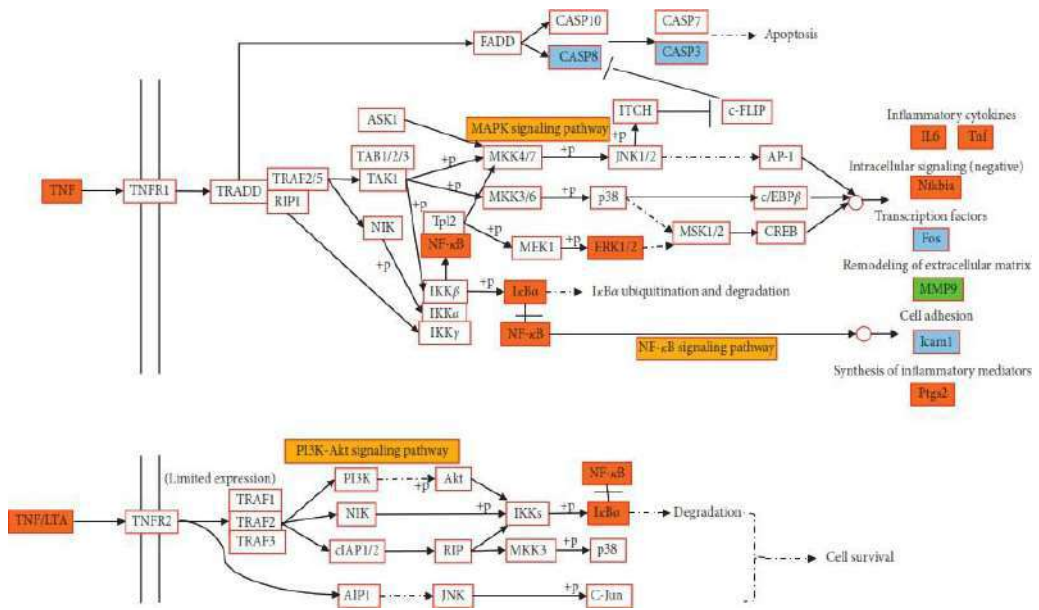 CASP10
CASP7
FADD
Apoptosis
CASP8
CASP3
ASK1
ITCH
c-FLIP
MAPK signaling pathway
+p
TAB1/2/3
MKK4/7
+p
JNK1/2
AP-1
+p
TNF
TNFR1
TRADD
TRAF2/5
TAK1
RIP1
+p
MKK3/6
+p
p38
c/EBPβ
+p
NIK
Tpl2
NF-κB
+p
MEK1
+p
ERK1/2
MSK1/2
CREB
+p
IKKβ
+p
IκBα
IκBα ubiquitination and degradation
IKKα
IKKγ
NF-κB
NF-κB signaling pathway
Inflammatory cytokines
IL6
Tnf
Intracellular signaling (negative)
Nfkbia
Transcription factors
Fos
Remodeling of extracellular matrix
MMP9
Cell adhesion
Icam1
Synthesis of inflammatory mediators
Ptgs2
PI3K-Akt signaling pathway
(Limited expression)
PI3K
+p
Akt
NF-κB
TRAF1
TNF/LTA
TNFR2
TRAF2
NIK
+p
IKKs
+p
IκBα
Degradation
TRAF3
cIAP1/2
RIP
MKK3
+p
p38
Cell survival
AIP1
JNK
+p
C-Jun